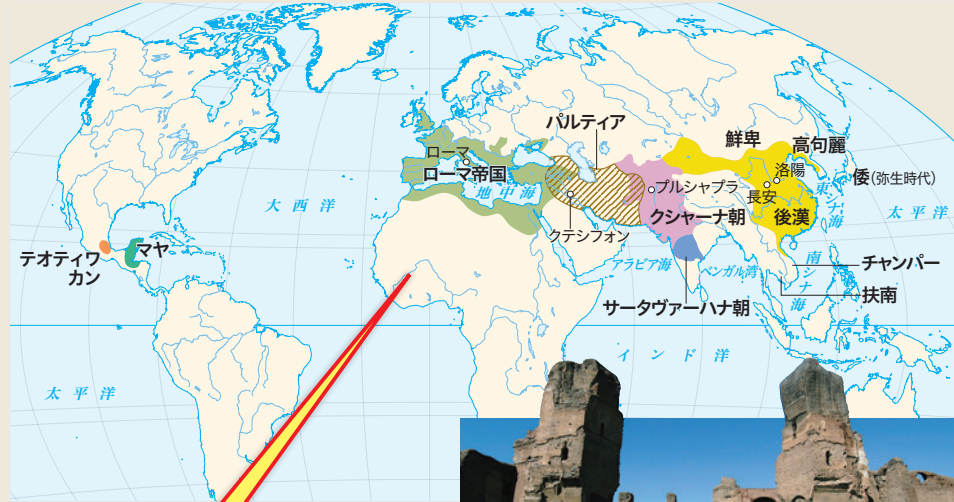 パルティア
鮮卑
高句麗
ローマ
ローマ帝国
地中海
洛陽
長安
後漢
倭(弥生時代)
東シナ海
プルシャプラ
クシャーナ朝
クテシフォン
大西洋
太平洋
テオティワ
カン
マヤ
アラビア海
ベンガル湾
南シナ海
チャンパー
扶南
サータヴァーハナ朝
インド洋
太平洋